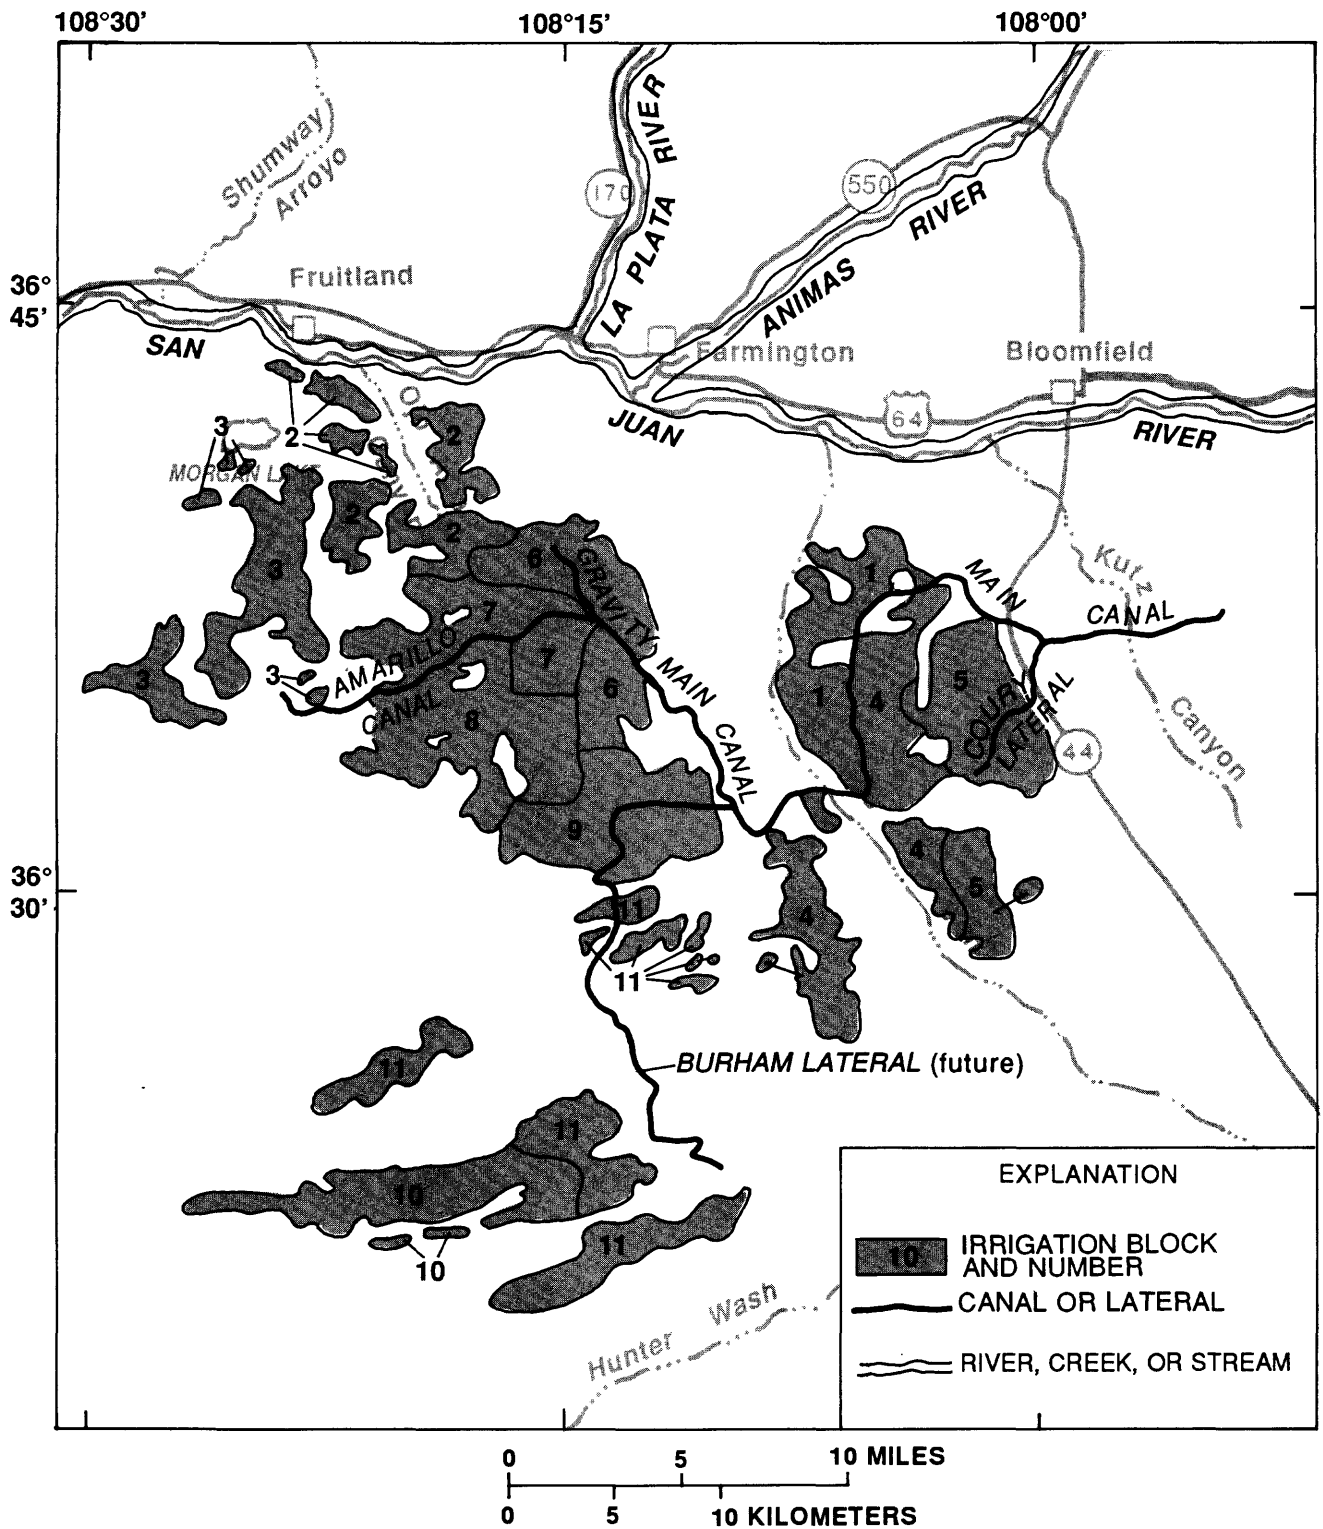 108°30' 108°15' 108°00'
Shumway
Arroyo
170
LA PLATA RIVER
550
ANIMAS RIVER
36°
45'
Fruitland
SAN
Farmington
Bloomfield
JUAN
64
RIVER
3
2
2
MORGAN LAKE
2
2
3
6
GRAVITY
MAIN
CANAL
7
7
6
3
3
AMARILLO
CANAL
8
9
1
MAIN
CANAL
Kutz
Canyon
1
4
5
COURY
LATERAL
44
36°
30'
4
5
4
11
11
BURHAM LATERAL (future)
11
11
10
10
11
Hunter Wash
EXPLANATION
10
IRRIGATION BLOCK
AND NUMBER
CANAL OR LATERAL
RIVER, CREEK, OR STREAM
0 5 10 MILES
0 5 10 KILOMETERS